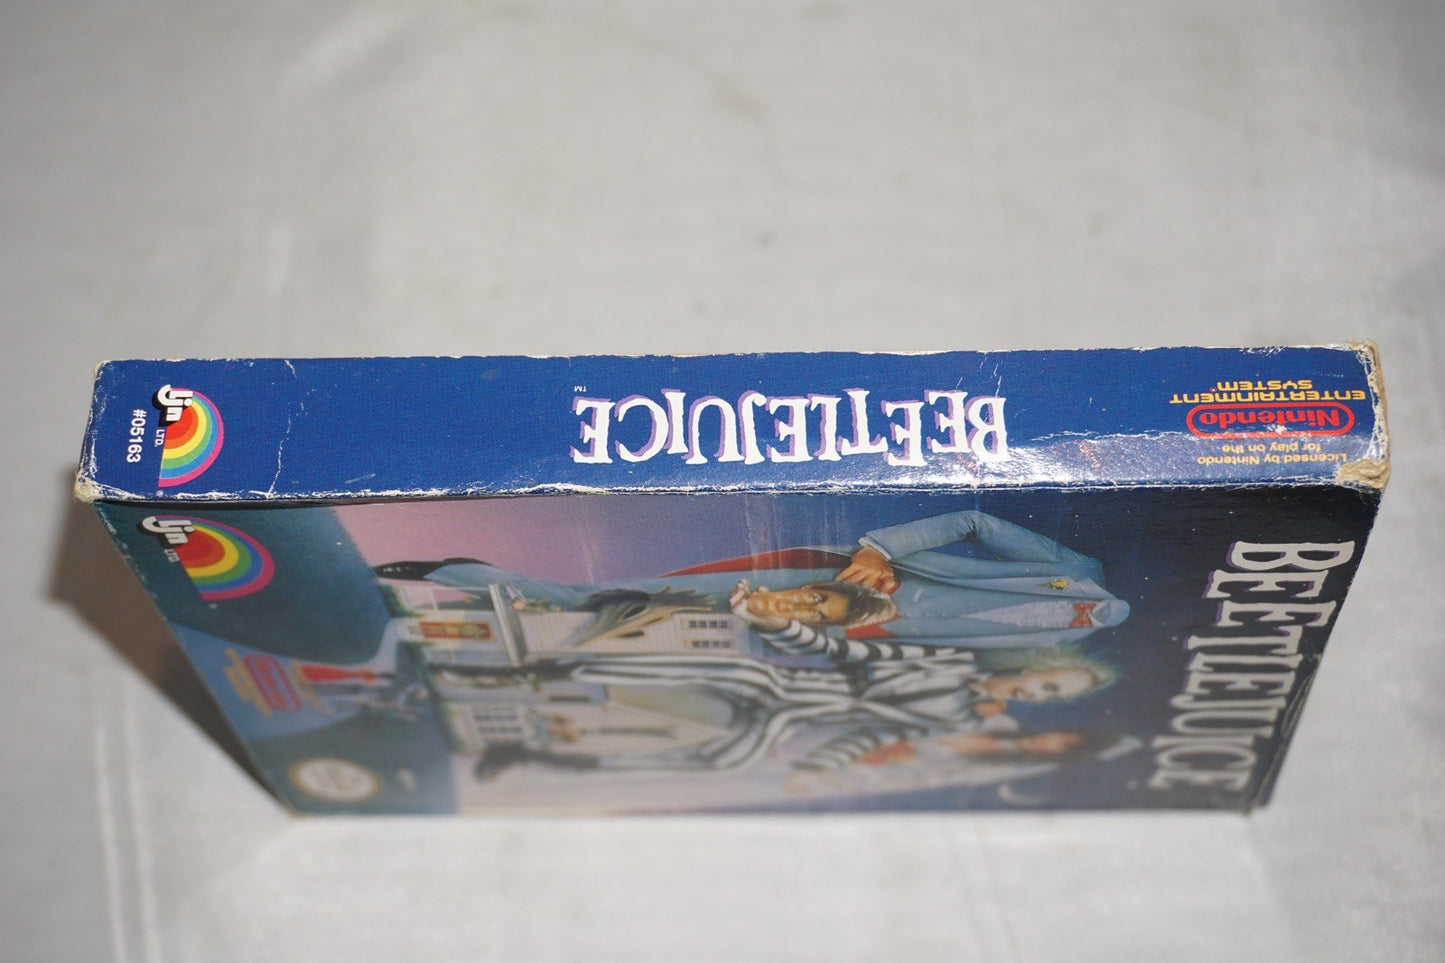 Licensed by Nintendo
for play on the
Nintendo
ENTERTAINMENT
SYSTEM
BEETLEJUICE
TM
ljn
LTD.
#05163
BEETLEJUICE
ljn
LTD.